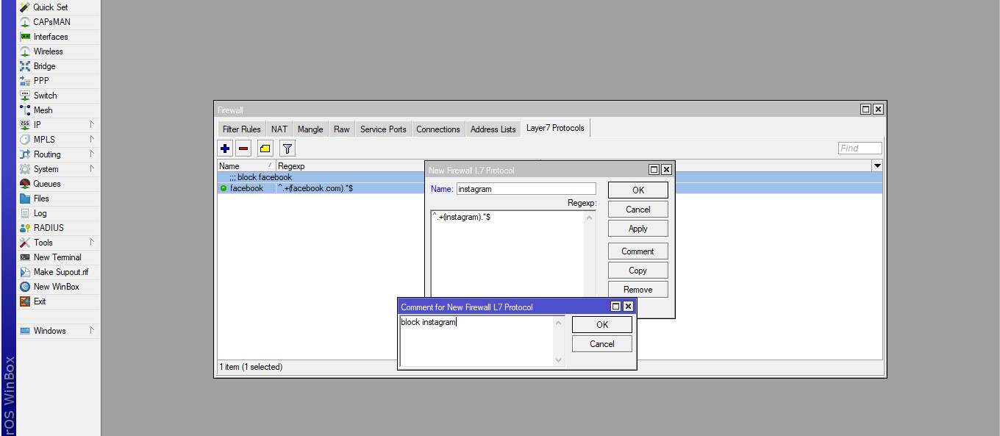 Quick Set
CAPsMAN
Interfaces
Wireless
Bridge
PPP
Switch
Mesh
IP
MPLS
Routing
System
Queues
Files
Log
RADIUS
Tools
New Terminal
Make Supout.rif
New WinBox
Exit
Windows
rOS WinBox
Firewall
Filter Rules NAT Mangle Raw Service Ports Connections Address Lists Layer7 Protocols
Find
Name Regexp
;;; block facebook
facebook ^.+(facebook.com).*$
1 item (1 selected)
New Firewall L7 Protocol
Name: instagram
Regexp:
^.+(instagram).*$
OK
Cancel
Apply
Comment
Copy
Remove
Comment for New Firewall L7 Protocol
block instagram
OK
Cancel